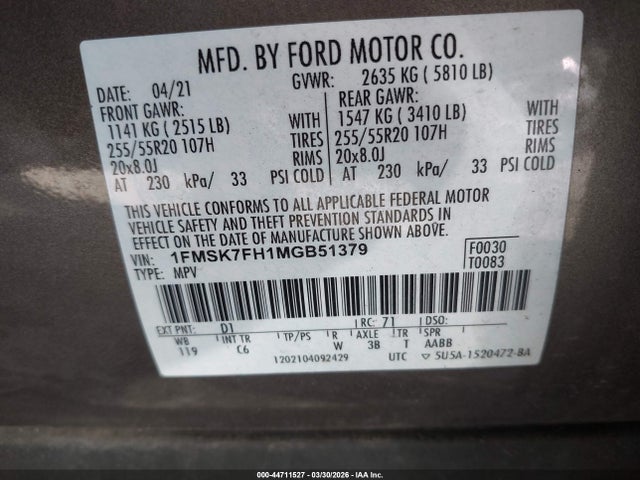 MFD. BY FORD MOTOR CO.
DATE: 04/21 GVWR: 2635 KG ( 5810 LB)
FRONT GAWR: REAR GAWR:
1141 KG ( 2515 LB) WITH 1547 KG ( 3410 LB) WITH
255/55R20 107H TIRES 255/55R20 107H TIRES
20x8.0J RIMS 20x8.0J RIMS
AT 230 kPa/ 33 PSI COLD AT 230 kPa/ 33 PSI COLD
THIS VEHICLE CONFORMS TO ALL APPLICABLE FEDERAL MOTOR
VEHICLE SAFETY AND THEFT PREVENTION STANDARDS IN
EFFECT ON THE DATE OF MANUFACTURE SHOWN ABOVE.
VIN: 1FMSK7FH1MGB51379 F0030
TYPE: MPV T0083
EXT PNT: D1 RC: 71 DSO:
WB INT TR TP/PS R AXLE TR SPR
119 C6 W 3B T AABB
1202104092429 UTC ▽ 5U5A-1520472-BA
000-44711527 - 03/30/2026 - IAA Inc.